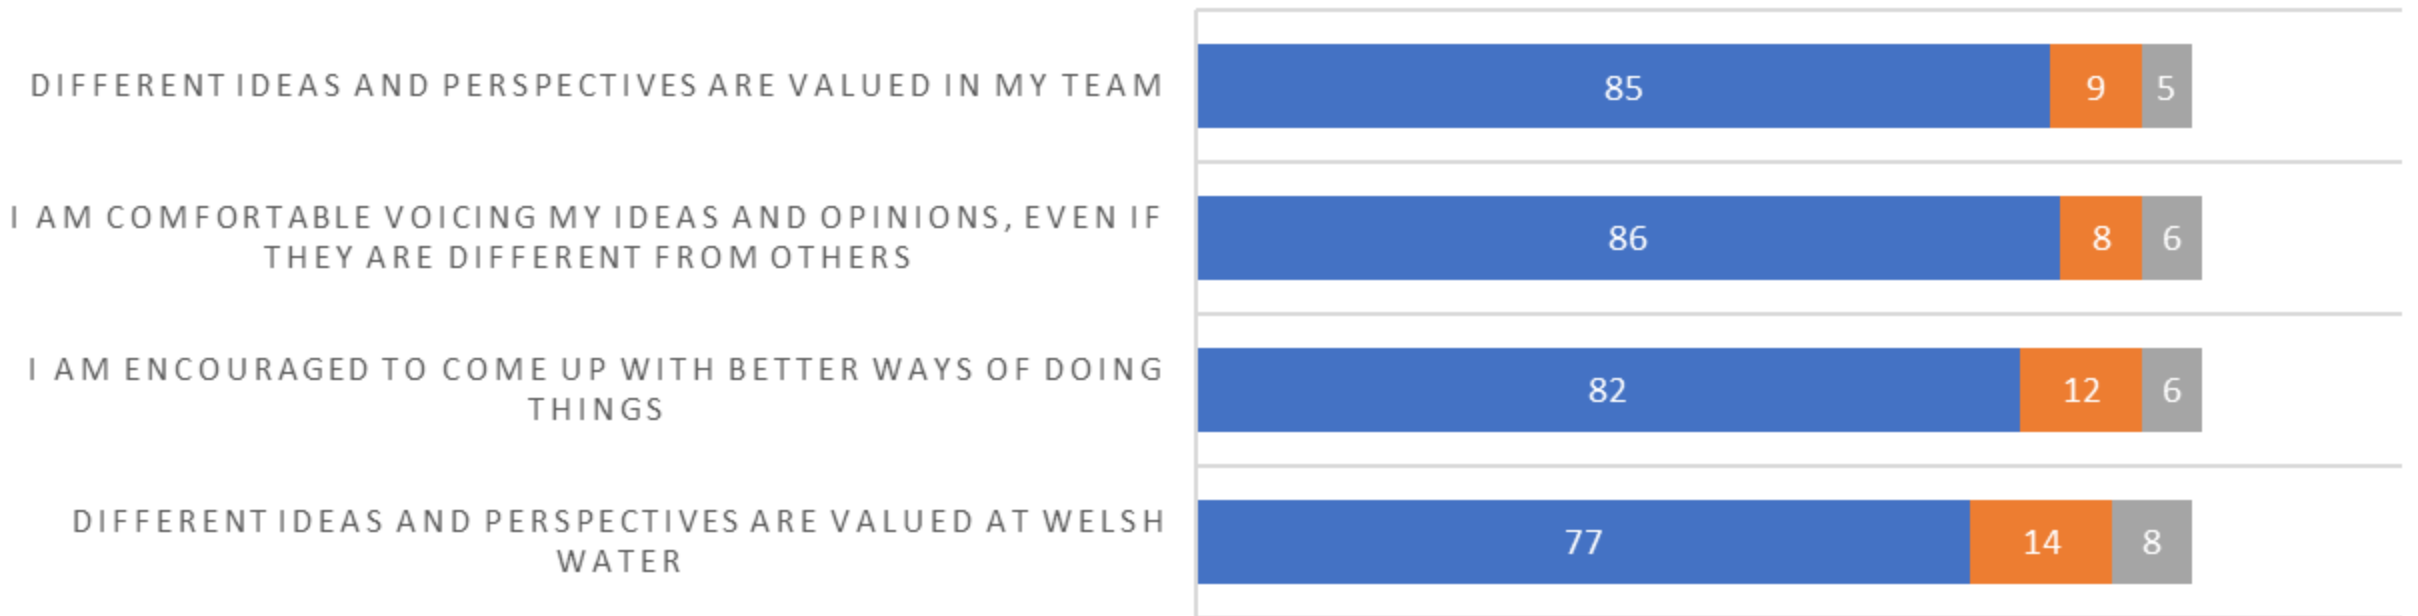 DIFFERENT IDEAS AND PERSPECTIVES ARE VALUED IN MY TEAM
85 9 5
I AM COMFORTABLE VOICING MY IDEAS AND OPINIONS, EVEN IF
THEY ARE DIFFERENT FROM OTHERS
86 8 6
I AM ENCOURAGED TO COME UP WITH BETTER WAYS OF DOING
THINGS
82 12 6
DIFFERENT IDEAS AND PERSPECTIVES ARE VALUED AT WELSH
WATER
77 14 8